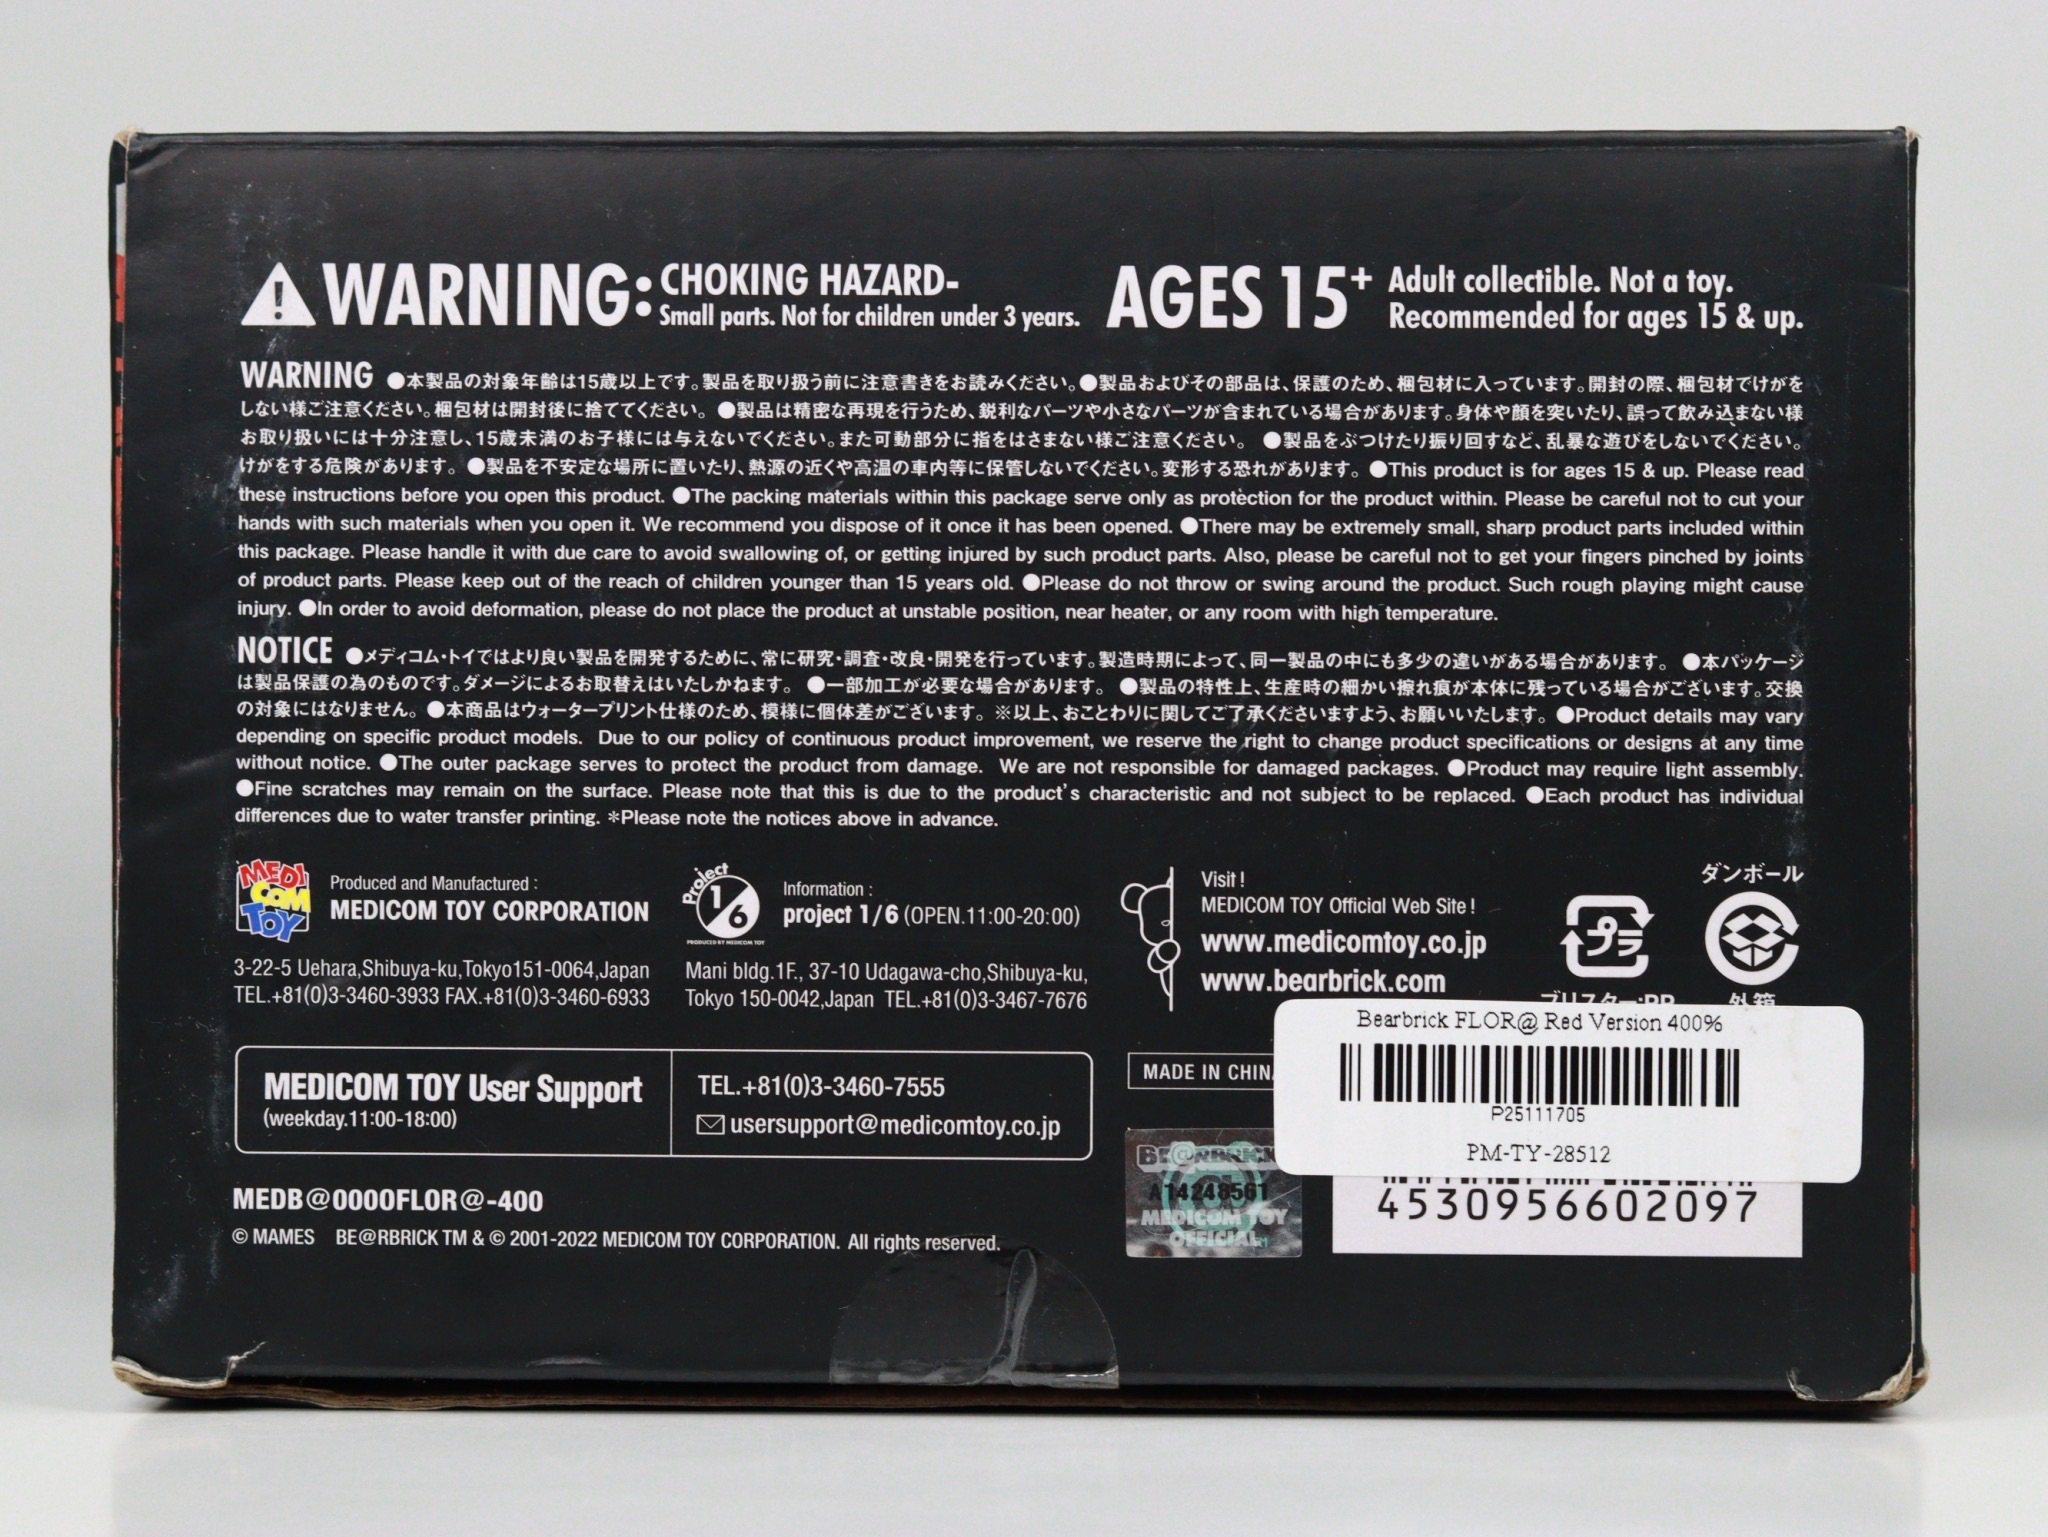 WARNING: CHOKING HAZARD-
Small parts. Not for children under 3 years.
AGES 15+ Adult collectible. Not a toy.
Recommended for ages 15 & up.
WARNING ●本製品の対象年齢は15歳以上です。製品を取り扱う前に注意書きをお読みください。●製品およびその部品は、保護のため、梱包材に入っています。開封の際、梱包材でけがを
しない様ご注意ください。梱包材は開封後に捨ててください。 ●製品は精密な再現を行うため、鋭利なパーツや小さなパーツが含まれている場合があります。身体や顔を突いたり、誤って飲み込まない様
お取り扱いには十分注意し、15歳未満のお子様には与えないでください。また可動部分に指をはさまない様ご注意ください。 ●製品をぶつけたり振り回すなど、乱暴な遊びをしないでください。
けがをする危険があります。 ●製品を不安定な場所に置いたり、熱源の近くや高温の車内等に保管しないでください。変形する恐れがあります。 ●This product is for ages 15 & up. Please read
these instructions before you open this product. ●The packing materials within this package serve only as protection for the product within. Please be careful not to cut your
hands with such materials when you open it. We recommend you dispose of it once it has been opened. ●There may be extremely small, sharp product parts included within
this package. Please handle it with due care to avoid swallowing of, or getting injured by such product parts. Also, please be careful not to get your fingers pinched by joints
of product parts. Please keep out of the reach of children younger than 15 years old. ●Please do not throw or swing around the product. Such rough playing might cause
injury. ●In order to avoid deformation, please do not place the product at unstable position, near heater, or any room with high temperature.
NOTICE ●メディコム・トイではより良い製品を開発するために、常に研究・調査・改良・開発を行っています。製造時期によって、同一製品の中にも多少の違いがある場合があります。 ●本パッケージ
は製品保護の為のものです。ダメージによるお取替えはいたしかねます。 ●一部加工が必要な場合があります。 ●製品の特性上、生産時の細かい擦れ痕が本体に残っている場合がございます。交換
の対象にはなりません。 ●本商品はウォータープリント仕様のため、模様に個体差がございます。 ※以上、おことわりに関してご了承くださいますよう、お願いいたします。 ●Product details may vary
depending on specific product models. Due to our policy of continuous product improvement, we reserve the right to change product specifications or designs at any time
without notice. ●The outer package serves to protect the product from damage. We are not responsible for damaged packages. ●Product may require light assembly.
●Fine scratches may remain on the surface. Please note that this is due to the product's characteristic and not subject to be replaced. ●Each product has individual
differences due to water transfer printing. *Please note the notices above in advance.
MEDI COM TOY
Produced and Manufactured :
MEDICOM TOY CORPORATION
3-22-5 Uehara,Shibuya-ku,Tokyo151-0064,Japan
TEL.+81(0)3-3460-3933 FAX.+81(0)3-3460-6933
Project 1/6
PRODUCED BY MEDICOM TOY
Information :
project 1/6 (OPEN.11:00-20:00)
Mani bldg.1F., 37-10 Udagawa-cho,Shibuya-ku,
Tokyo 150-0042,Japan TEL.+81(0)3-3467-7676
Visit !
MEDICOM TOY Official Web Site !
www.medicomtoy.co.jp
www.bearbrick.com
プラ
ブリスター:PP
ダンボール
外箱
MEDICOM TOY User Support
(weekday.11:00-18:00)
TEL.+81(0)3-3460-7555
usersupport@medicomtoy.co.jp
MADE IN CHIN
Bearbrick FLOR@ Red Version 400%
P25111705
PM-TY-28512
BE@RBRICK
A14248561
MEDICOM TOY
OFFICIAL
4530956602097
MEDB@0000FLOR@-400
© MAMES BE@RBRICK TM & © 2001-2022 MEDICOM TOY CORPORATION. All rights reserved.